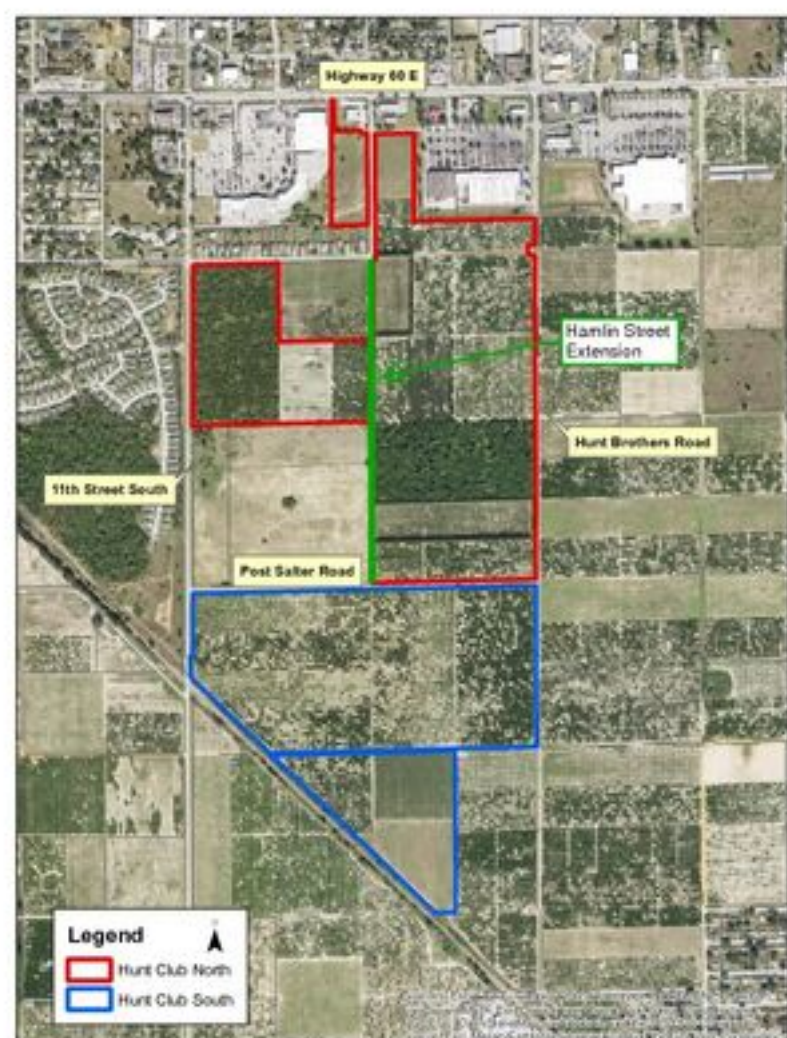 Highway 60 E
Hamlin Street
Extension
Hunt Brothers Road
11th Street South
Post Salter Road
Legend
Hunt Club North
Hunt Club South